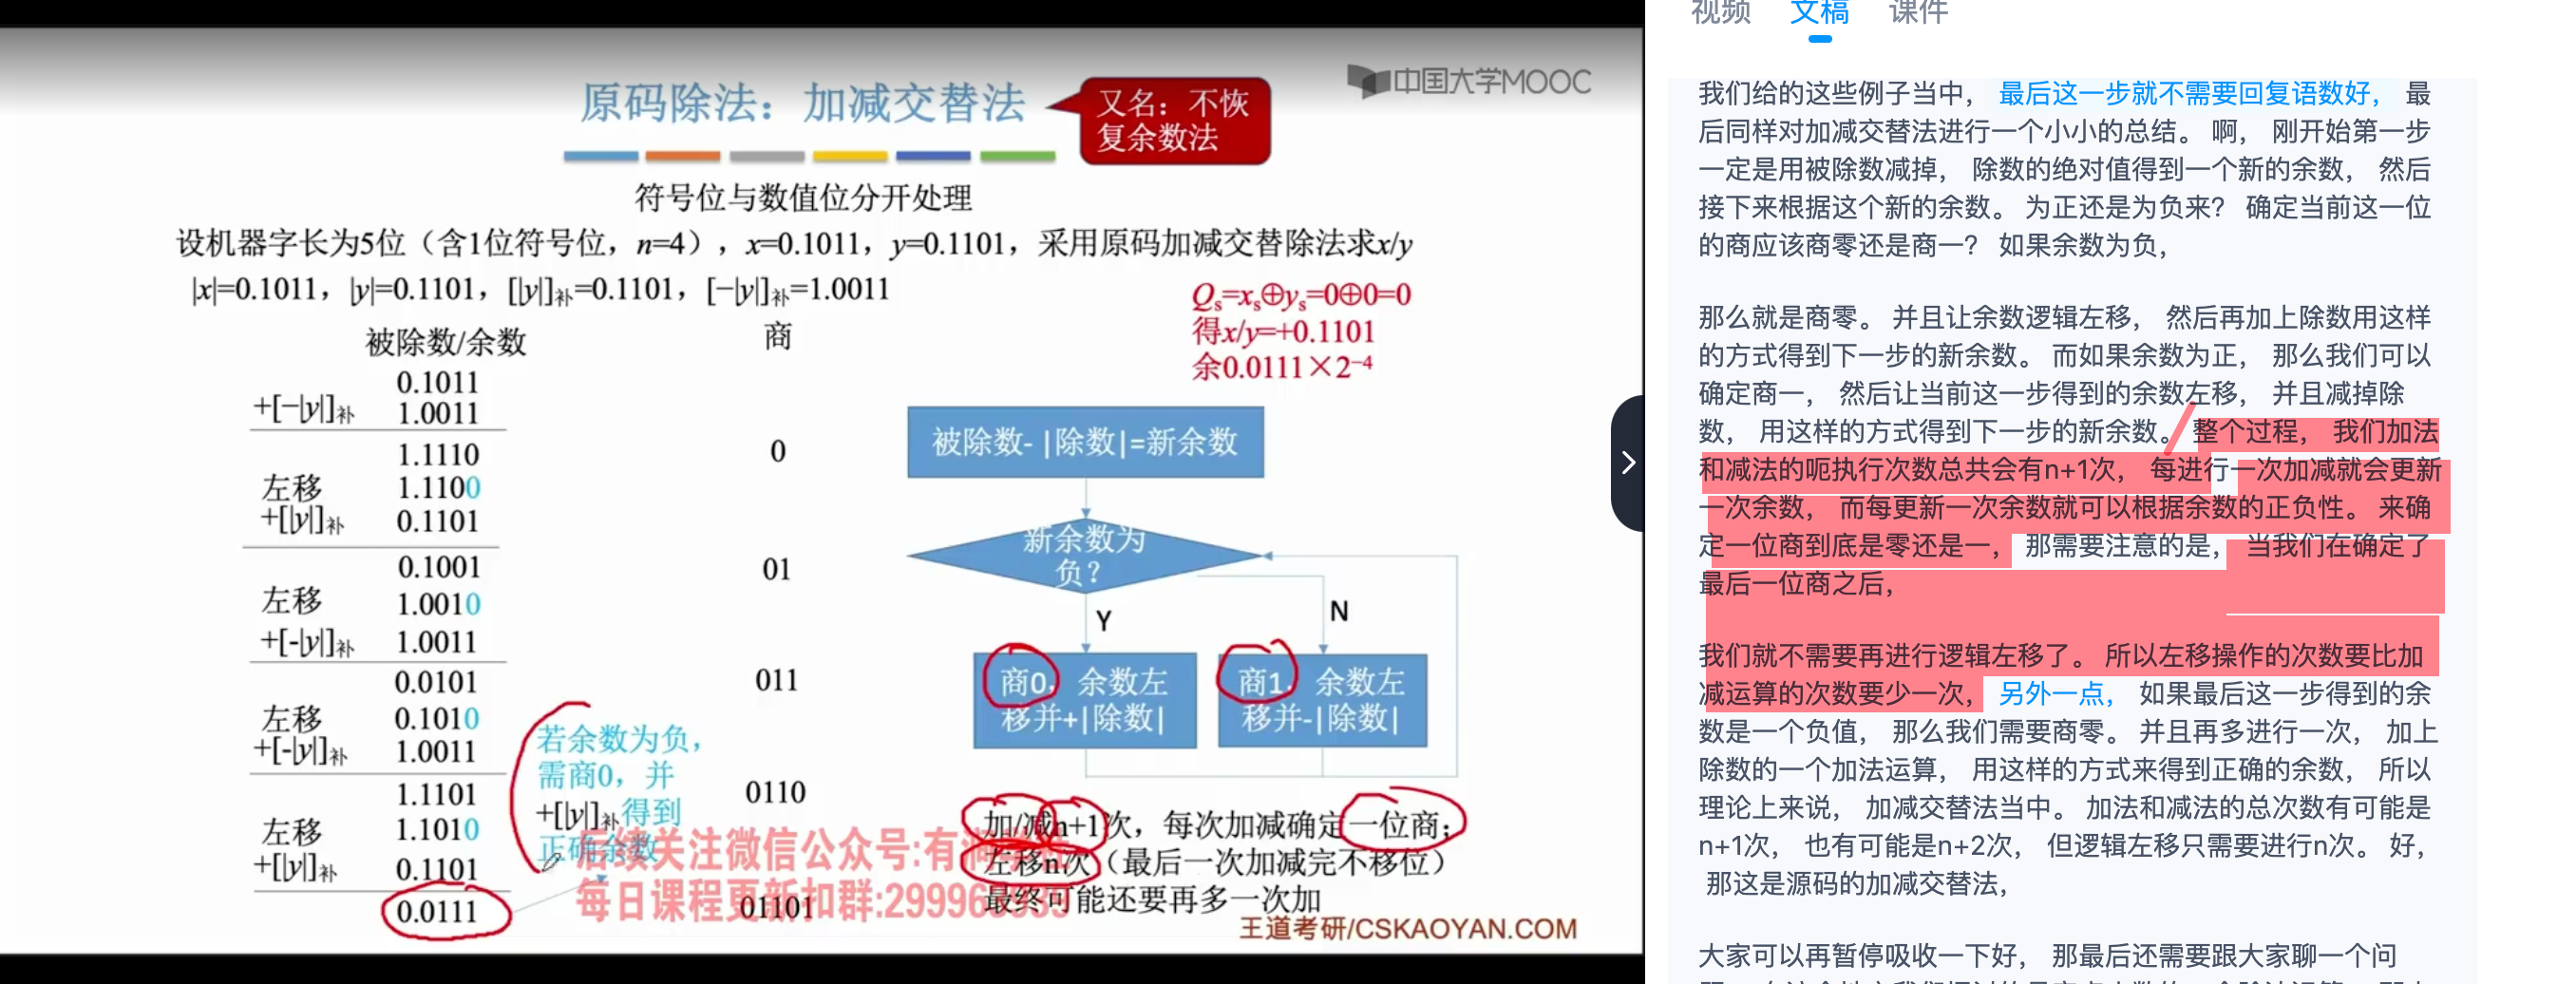 中国大学MOOC
原码除法：加减交替法
又名：不恢
复余数法
符号位与数值位分开处理
设机器字长为5位（含1位符号位，n=4），x=0.1011，y=0.1101，采用原码加减交替除法求x/y
|x|=0.1011，|y|=0.1101，[|y|]补=0.1101，[−|y|]补=1.0011
Qs=xs⊕ys=0⊕0=0
得x/y=+0.1101
余0.0111×2⁻⁴
被除数/余数 商
0.1011
+[−|y|]补 1.0011
1.1110 0
左移 1.1100
+[|y|]补 0.1101
0.1001 01
左移 1.0010
+[-|y|]补 1.0011
0.0101 011
左移 0.1010
+[-|y|]补 1.0011
1.1101 0110
左移 1.1010
+[|y|]补 0.1101
0.0111 01101
若余数为负，
需商0，并
+[|y|]补得到
正确余数
被除数-|除数|=新余数
新余数为
负？
Y
N
商0，余数左
移并+|除数|
商1，余数左
移并-|除数|
加/减n+1次，每次加减确定一位商；
左移n次（最后一次加减完不移位）
最终可能还要再多一次加
后续关注微信公众号:有
每日课程更新扣群:29996
王道考研/CSKAOYAN.COM
视频 文稿 课件
我们给的这些例子当中， 最后这一步就不需要回复语数好， 最
后同样对加减交替法进行一个小小的总结。 啊， 刚开始第一步
一定是用被除数减掉， 除数的绝对值得到一个新的余数， 然后
接下来根据这个新的余数。 为正还是为负来？ 确定当前这一位
的商应该商零还是商一？ 如果余数为负，
那么就是商零。 并且让余数逻辑左移， 然后再加上除数用这样
的方式得到下一步的新余数。 而如果余数为正， 那么我们可以
确定商一， 然后让当前这一步得到的余数左移， 并且减掉除
数， 用这样的方式得到下一步的新余数。 整个过程， 我们加法
和减法的呃执行次数总共会有n+1次， 每进行一次加减就会更新
一次余数， 而每更新一次余数就可以根据余数的正负性。 来确
定一位商到底是零还是一， 那需要注意的是， 当我们在确定了
最后一位商之后，
我们就不需要再进行逻辑左移了。 所以左移操作的次数要比加
减运算的次数要少一次， 另外一点， 如果最后这一步得到的余
数是一个负值， 那么我们需要商零。 并且再多进行一次， 加上
除数的一个加法运算， 用这样的方式来得到正确的余数， 所以
理论上来说， 加减交替法当中。 加法和减法的总次数有可能是
n+1次， 也有可能是n+2次， 但逻辑左移只需要进行n次。 好，
那这是源码的加减交替法，
大家可以再暂停吸收一下好， 那最后还需要跟大家聊一个问